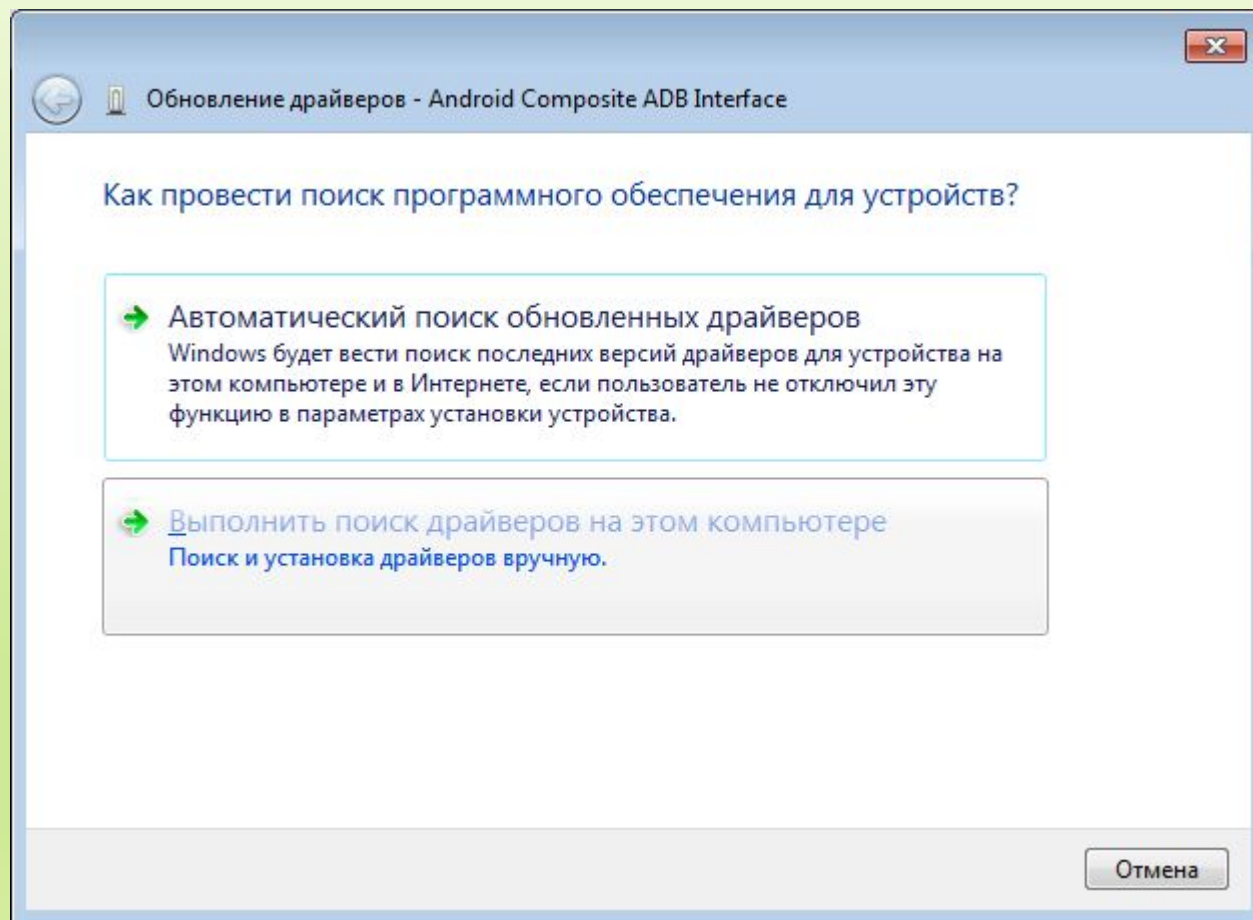 Обновление драйверов - Android Composite ADB Interface
Как провести поиск программного обеспечения для устройств?
Автоматический поиск обновленных драйверов
Windows будет вести поиск последних версий драйверов для устройства на
этом компьютере и в Интернете, если пользователь не отключил эту
функцию в параметрах установки устройства.
Выполнить поиск драйверов на этом компьютере
Поиск и установка драйверов вручную.
Отмена